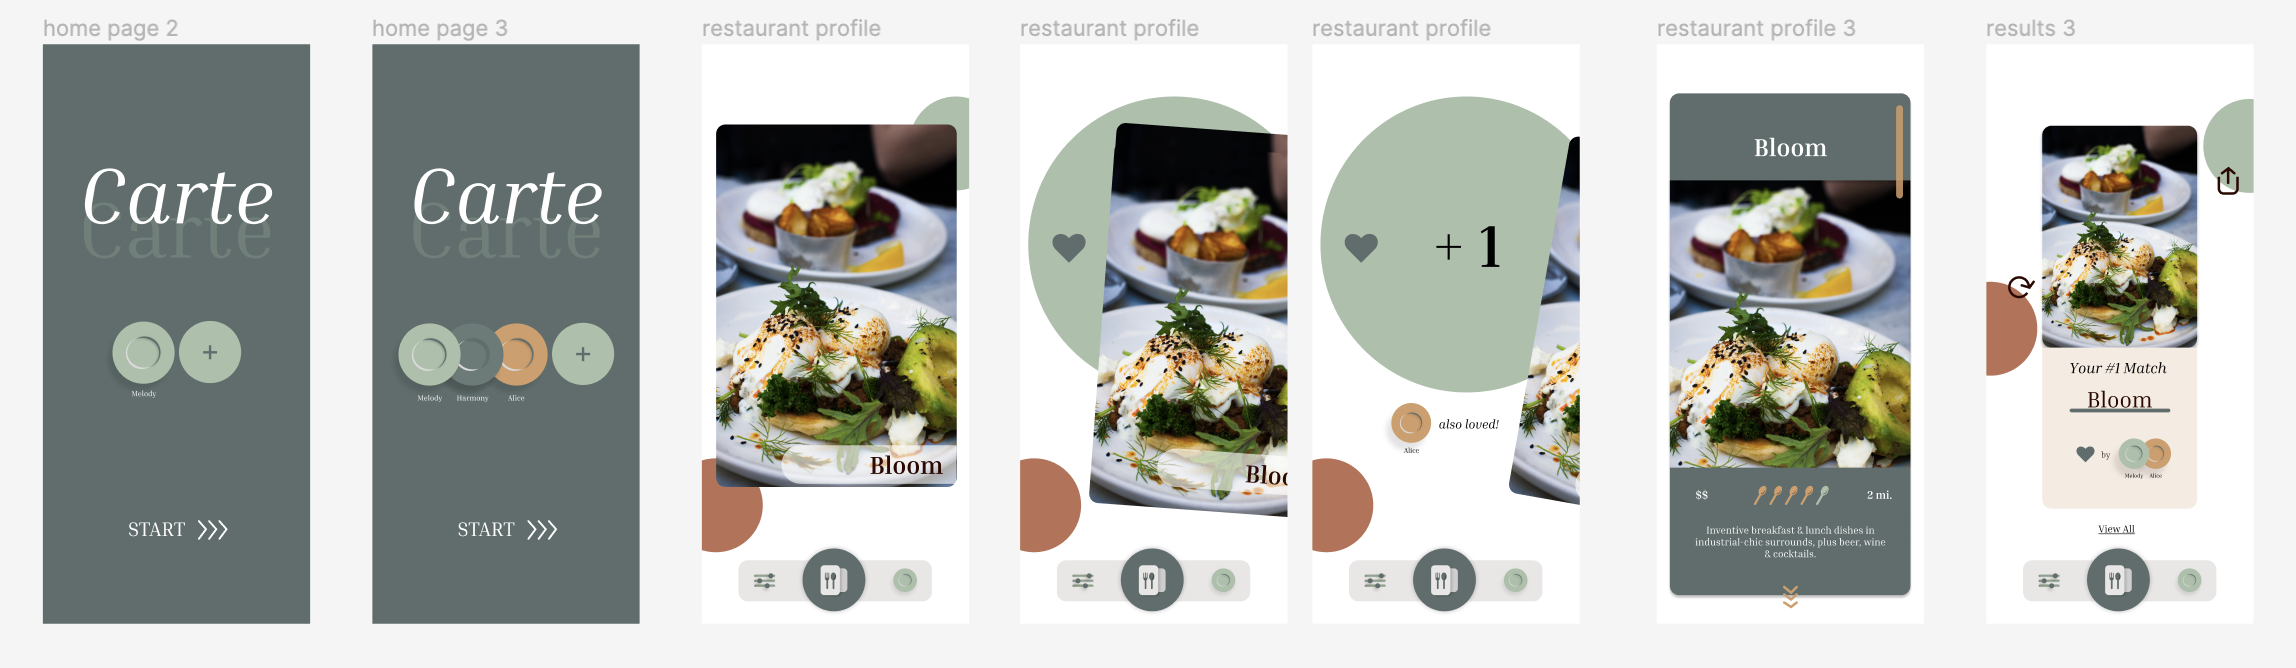 home page 2
Carte
Carte
+
Melody
START
home page 3
Carte
Carte
+
Melody Harmony Alice
START
restaurant profile
Bloom
restaurant profile
Bloo
restaurant profile
+ 1
also loved!
Alice
restaurant profile 3
Bloom
$$ 2 mi.
Inventive breakfast & lunch dishes in
industrial-chic surrounds, plus beer, wine
& cocktails.
results 3
Your #1 Match
Bloom
by
Melody Alice
View All